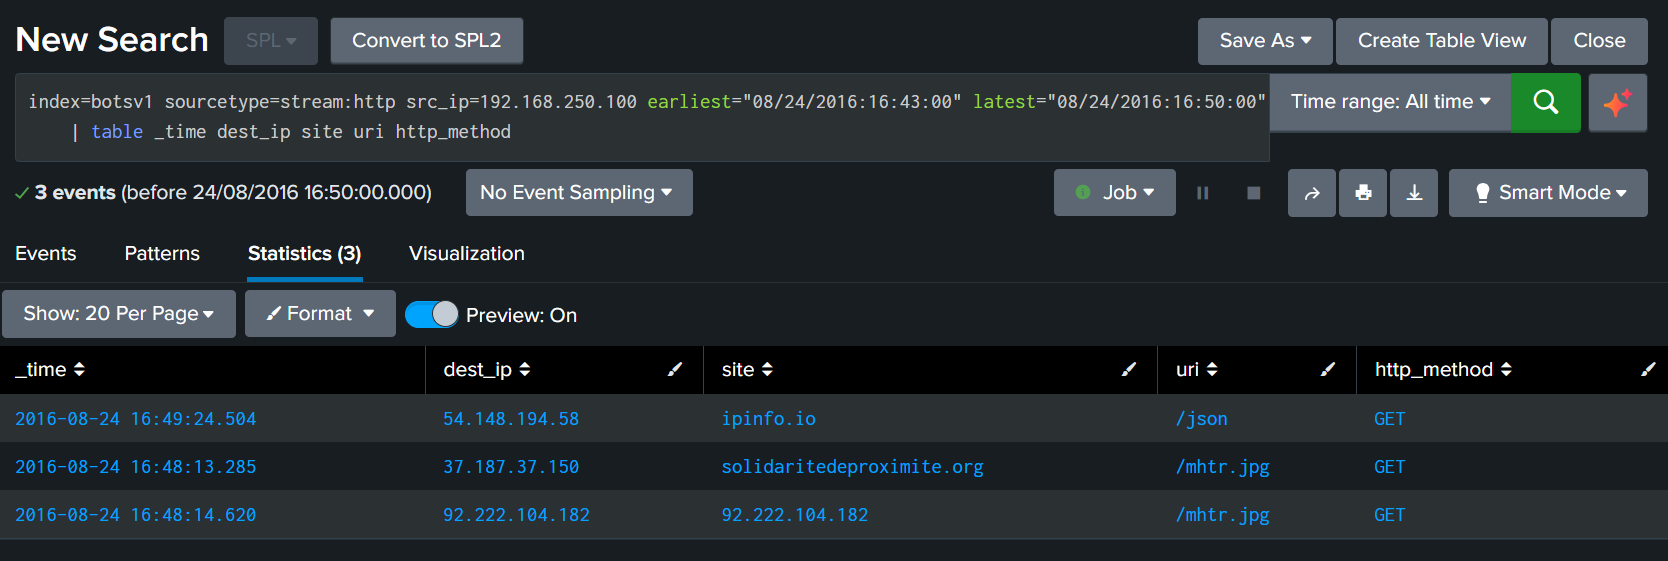 New Search SPL Convert to SPL2 Save As Create Table View Close
index=botsv1 sourcetype=stream:http src_ip=192.168.250.100 earliest="08/24/2016:16:43:00" latest="08/24/2016:16:50:00" Time range: All time
| table _time dest_ip site uri http_method
3 events (before 24/08/2016 16:50:00.000) No Event Sampling Job Smart Mode
Events Patterns Statistics (3) Visualization
Show: 20 Per Page Format Preview: On
_time dest_ip site uri http_method
2016-08-24 16:49:24.504 54.148.194.58 ipinfo.io /json GET
2016-08-24 16:48:13.285 37.187.37.150 solidaritedeproximite.org /mhtr.jpg GET
2016-08-24 16:48:14.620 92.222.104.182 92.222.104.182 /mhtr.jpg GET